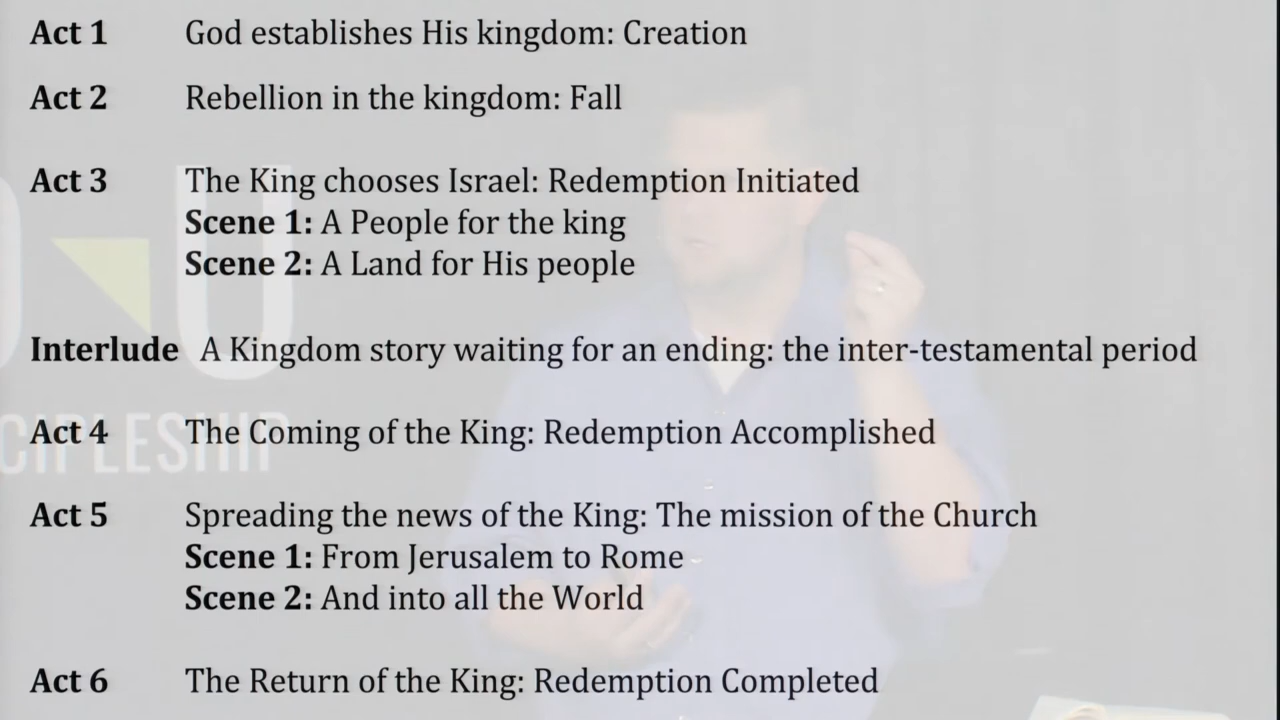 Act 1 God establishes His kingdom: Creation
Act 2 Rebellion in the kingdom: Fall
Act 3 The King chooses Israel: Redemption Initiated
Scene 1: A People for the king
Scene 2: A Land for His people
Interlude A Kingdom story waiting for an ending: the inter-testamental period
Act 4 The Coming of the King: Redemption Accomplished
Act 5 Spreading the news of the King: The mission of the Church
Scene 1: From Jerusalem to Rome
Scene 2: And into all the World
Act 6 The Return of the King: Redemption Completed
U
CIPLESHIP